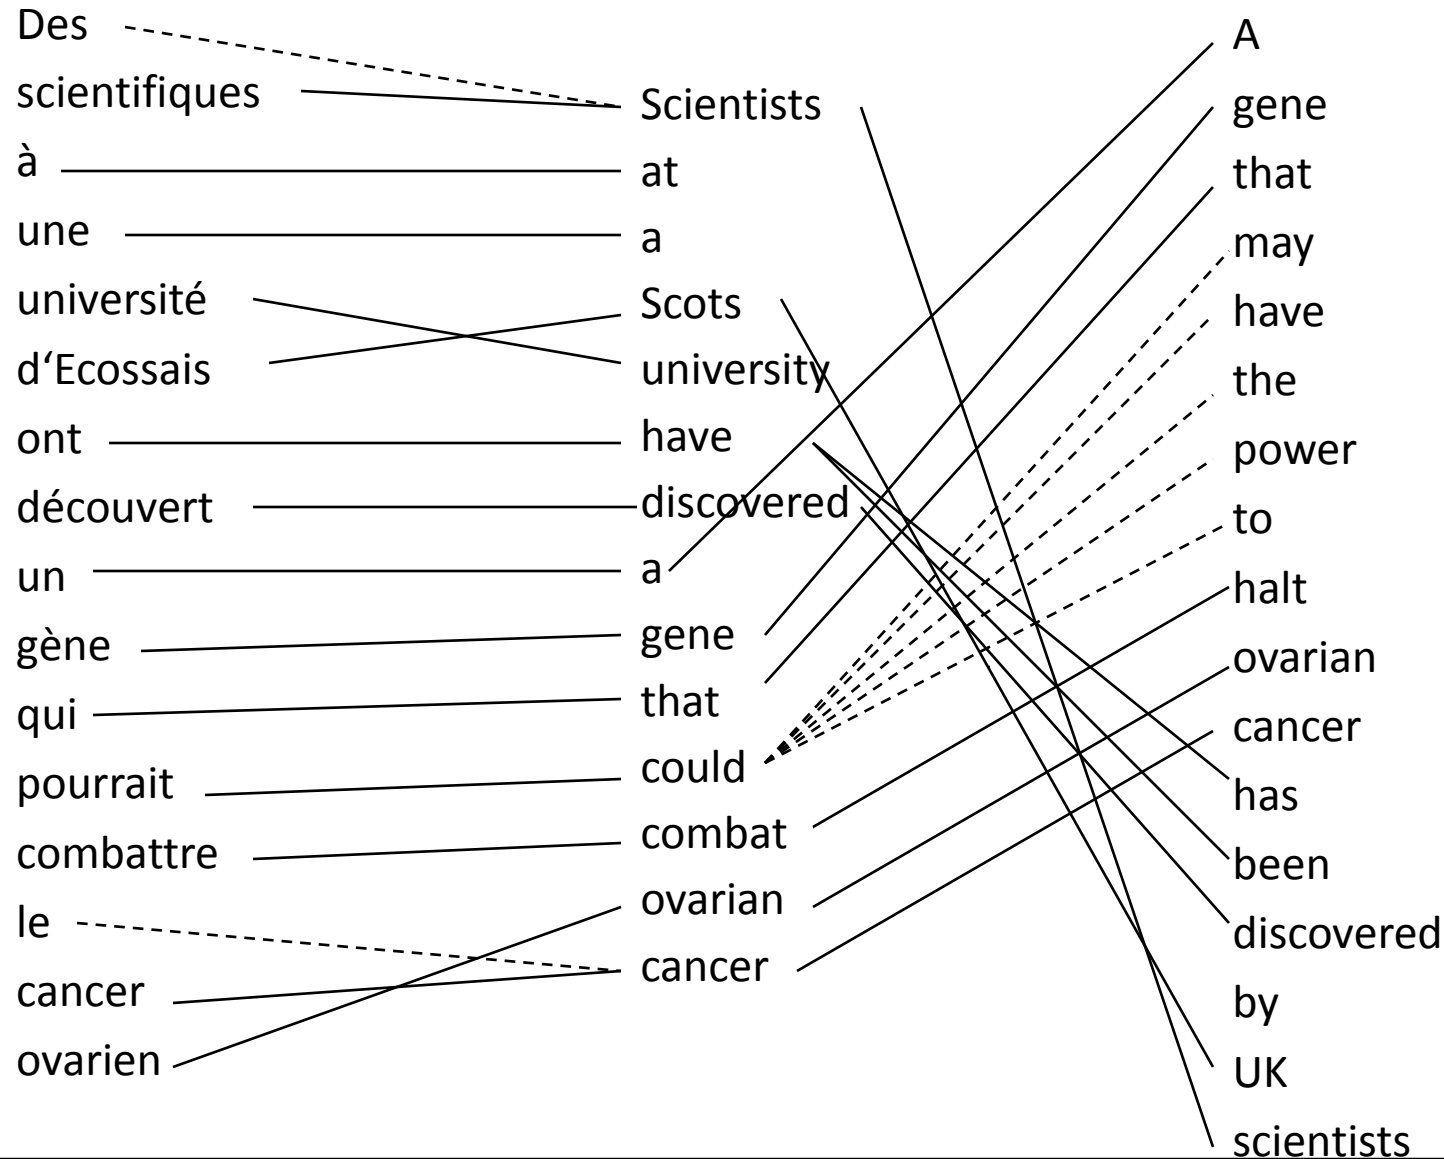 Des
scientifiques
à
une
université
d‘Ecossais
ont
découvert
un
gène
qui
pourrait
combattre
le
cancer
ovarien
Scientists
at
a
Scots
university
have
discovered
a
gene
that
could
combat
ovarian
cancer
A
gene
that
may
have
the
power
to
halt
ovarian
cancer
has
been
discovered
by
UK
scientists